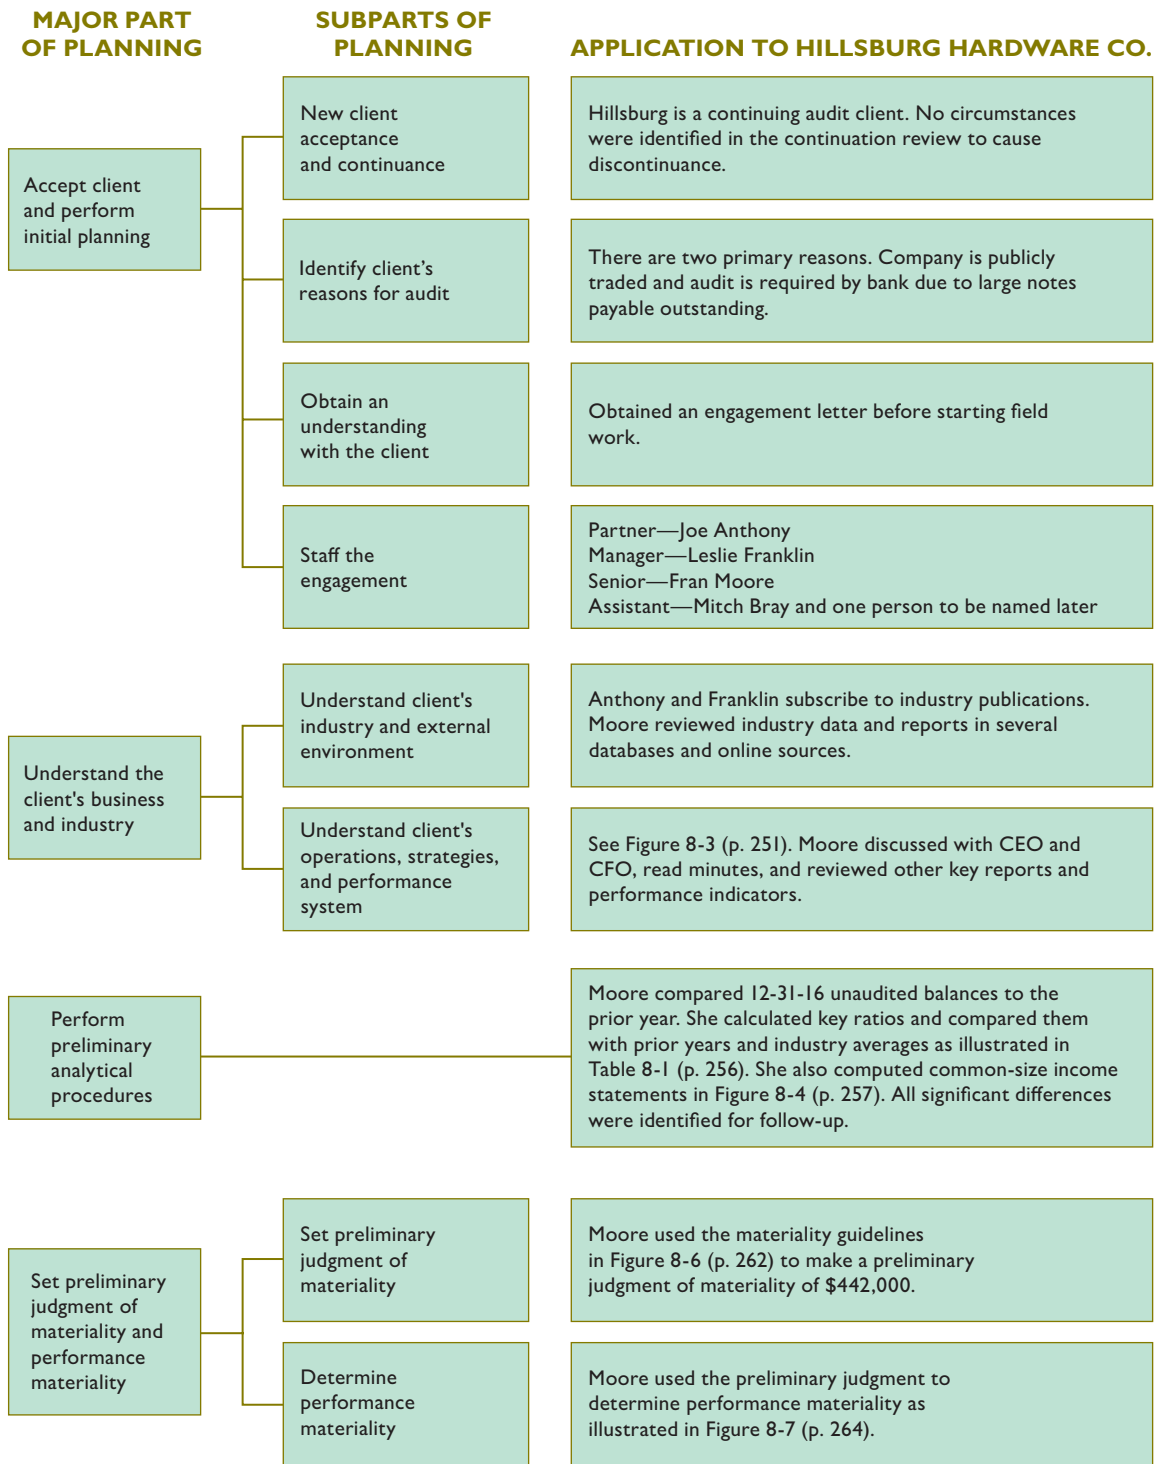 MAJOR PART
OF PLANNING
SUBPARTS OF
PLANNING
APPLICATION TO HILLSBURG HARDWARE CO.
Accept client
and perform
initial planning
New client
acceptance
and continuance
Hillsburg is a continuing audit client. No circumstances
were identified in the continuation review to cause
discontinuance.
Identify client’s
reasons for audit
There are two primary reasons. Company is publicly
traded and audit is required by bank due to large notes
payable outstanding.
Obtain an
understanding
with the client
Obtained an engagement letter before starting field
work.
Staff the
engagement
Partner—Joe Anthony
Manager—Leslie Franklin
Senior—Fran Moore
Assistant—Mitch Bray and one person to be named later
Understand the
client's business
and industry
Understand client's
industry and external
environment
Anthony and Franklin subscribe to industry publications.
Moore reviewed industry data and reports in several
databases and online sources.
Understand client's
operations, strategies,
and performance
system
See Figure 8-3 (p. 251). Moore discussed with CEO and
CFO, read minutes, and reviewed other key reports and
performance indicators.
Perform
preliminary
analytical
procedures
Moore compared 12-31-16 unaudited balances to the
prior year. She calculated key ratios and compared them
with prior years and industry averages as illustrated in
Table 8-1 (p. 256). She also computed common-size income
statements in Figure 8-4 (p. 257). All significant differences
were identified for follow-up.
Set preliminary
judgment of
materiality and
performance
materiality
Set preliminary
judgment of
materiality
Moore used the materiality guidelines
in Figure 8-6 (p. 262) to make a preliminary
judgment of materiality of $442,000.
Determine
performance
materiality
Moore used the preliminary judgment to
determine performance materiality as
illustrated in Figure 8-7 (p. 264).